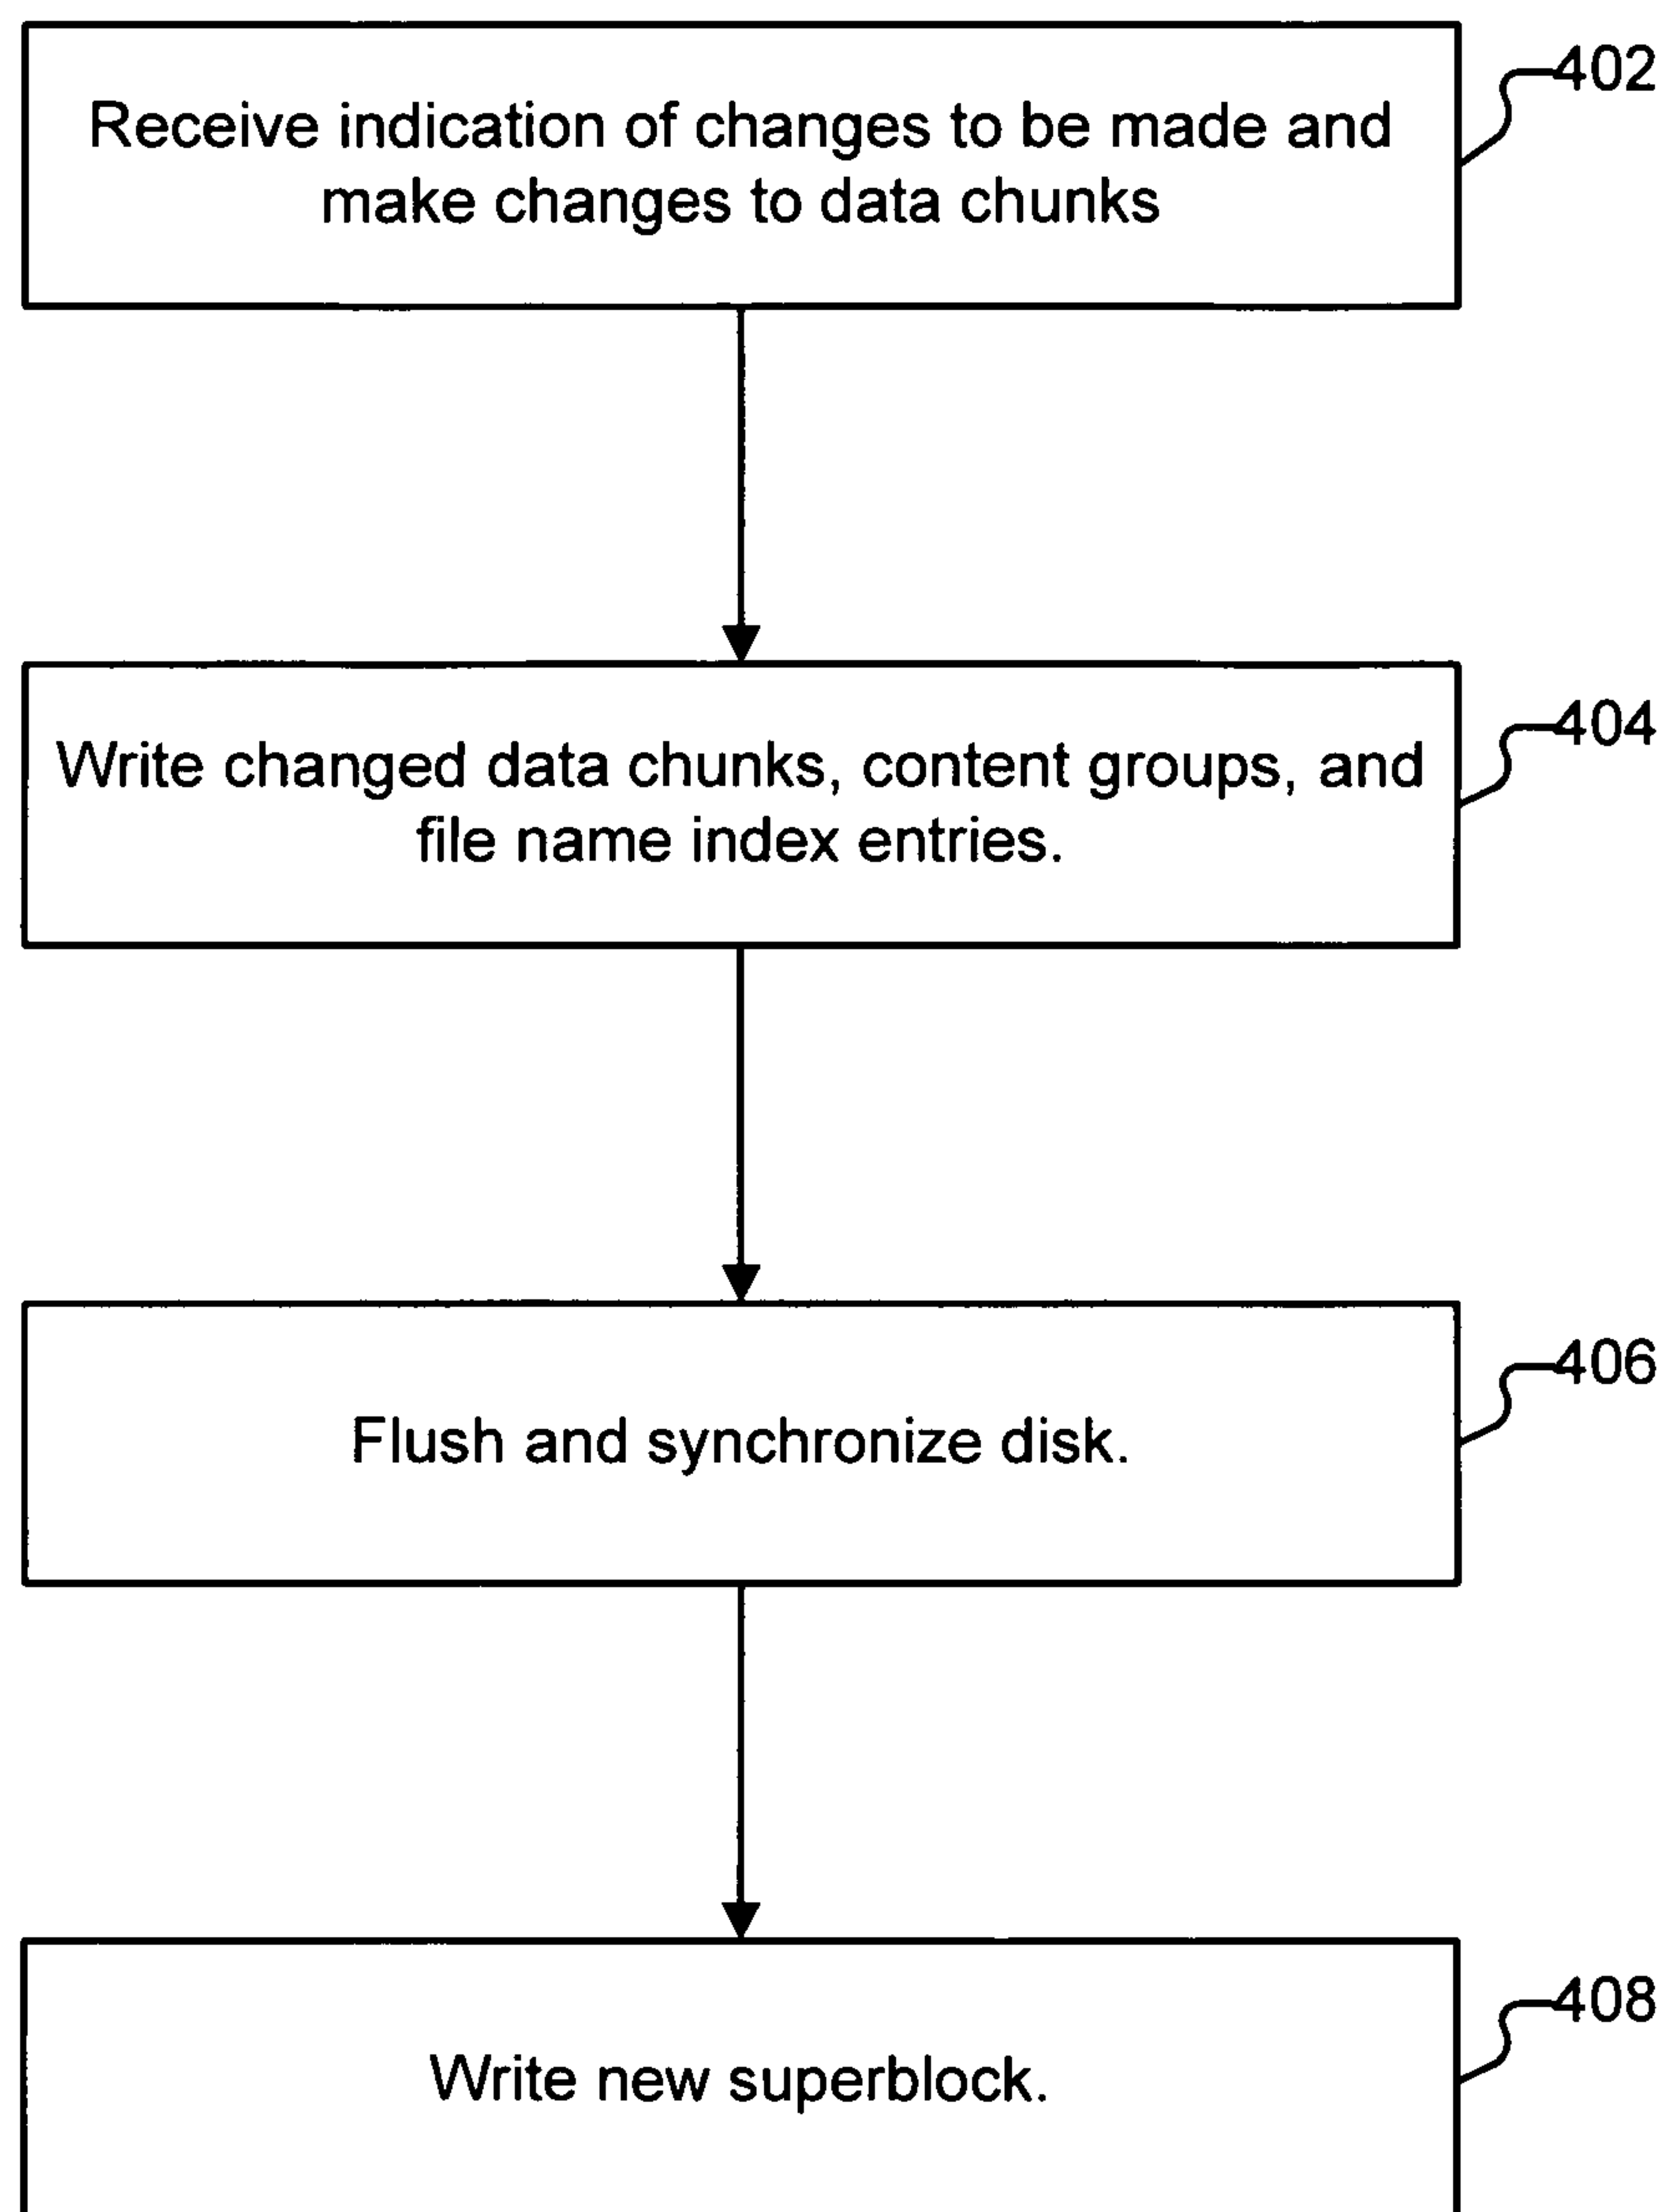 402
Receive indication of changes to be made and
make changes to data chunks
404
Write changed data chunks, content groups, and
file name index entries.
406
Flush and synchronize disk.
408
Write new superblock.